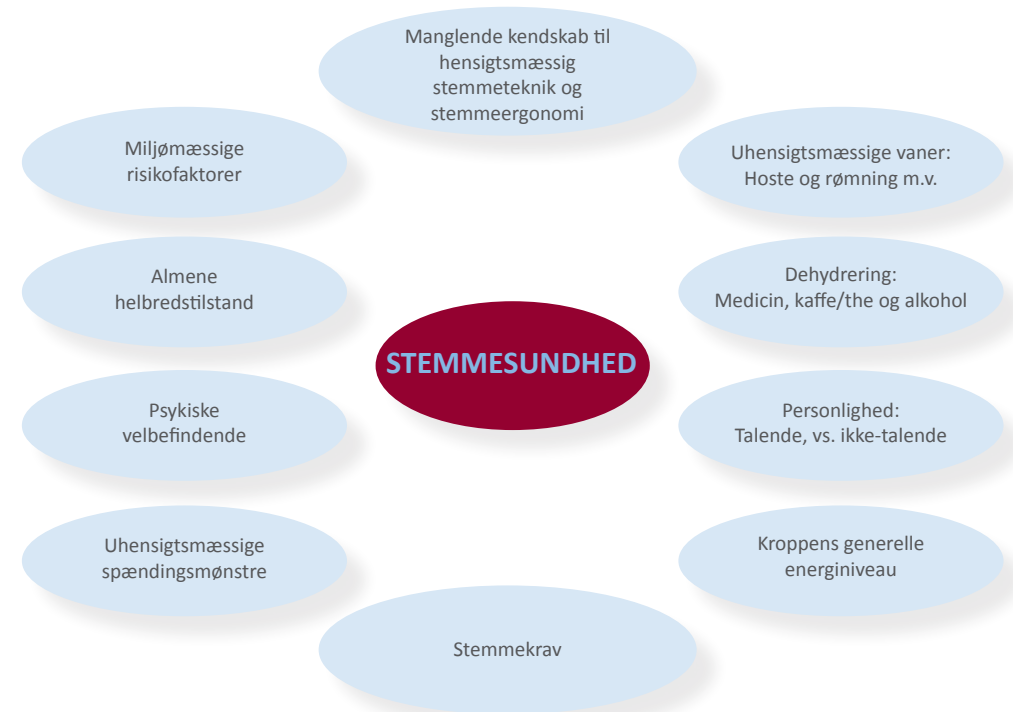 Manglende kendskab til
hensigtsmæssig
stemmeteknik og
stemmeergonomi
Miljømæssige
risikofaktorer
Uhensigtsmæssige vaner:
Hoste og rømning m.v.
Almene
helbredstilstand
Dehydrering:
Medicin, kaffe/the og alkohol
STEMMESUNDHED
Psykiske
velbefindende
Personlighed:
Talende, vs. ikke-talende
Uhensigtsmæssige
spændingsmønstre
Kroppens generelle
energiniveau
Stemmekrav